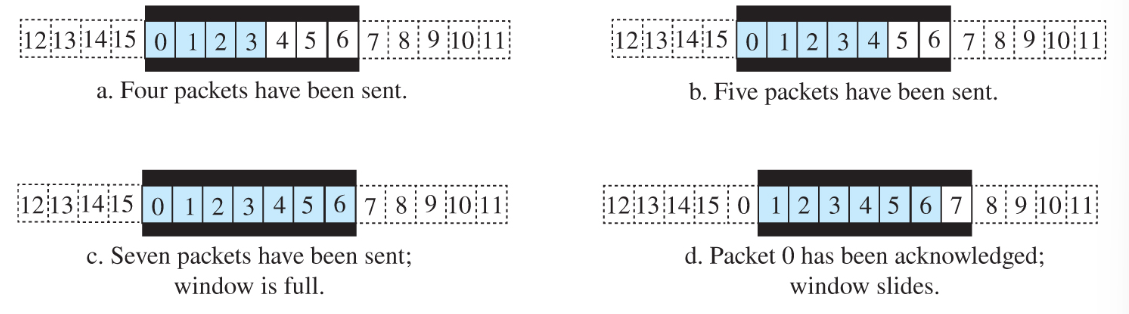 12 13 14 15 0 1 2 3 4 5 6 7 8 9 10 11
a. Four packets have been sent.
12 13 14 15 0 1 2 3 4 5 6 7 8 9 10 11
b. Five packets have been sent.
12 13 14 15 0 1 2 3 4 5 6 7 8 9 10 11
c. Seven packets have been sent;
window is full.
12 13 14 15 0 1 2 3 4 5 6 7 8 9 10 11
d. Packet 0 has been acknowledged;
window slides.